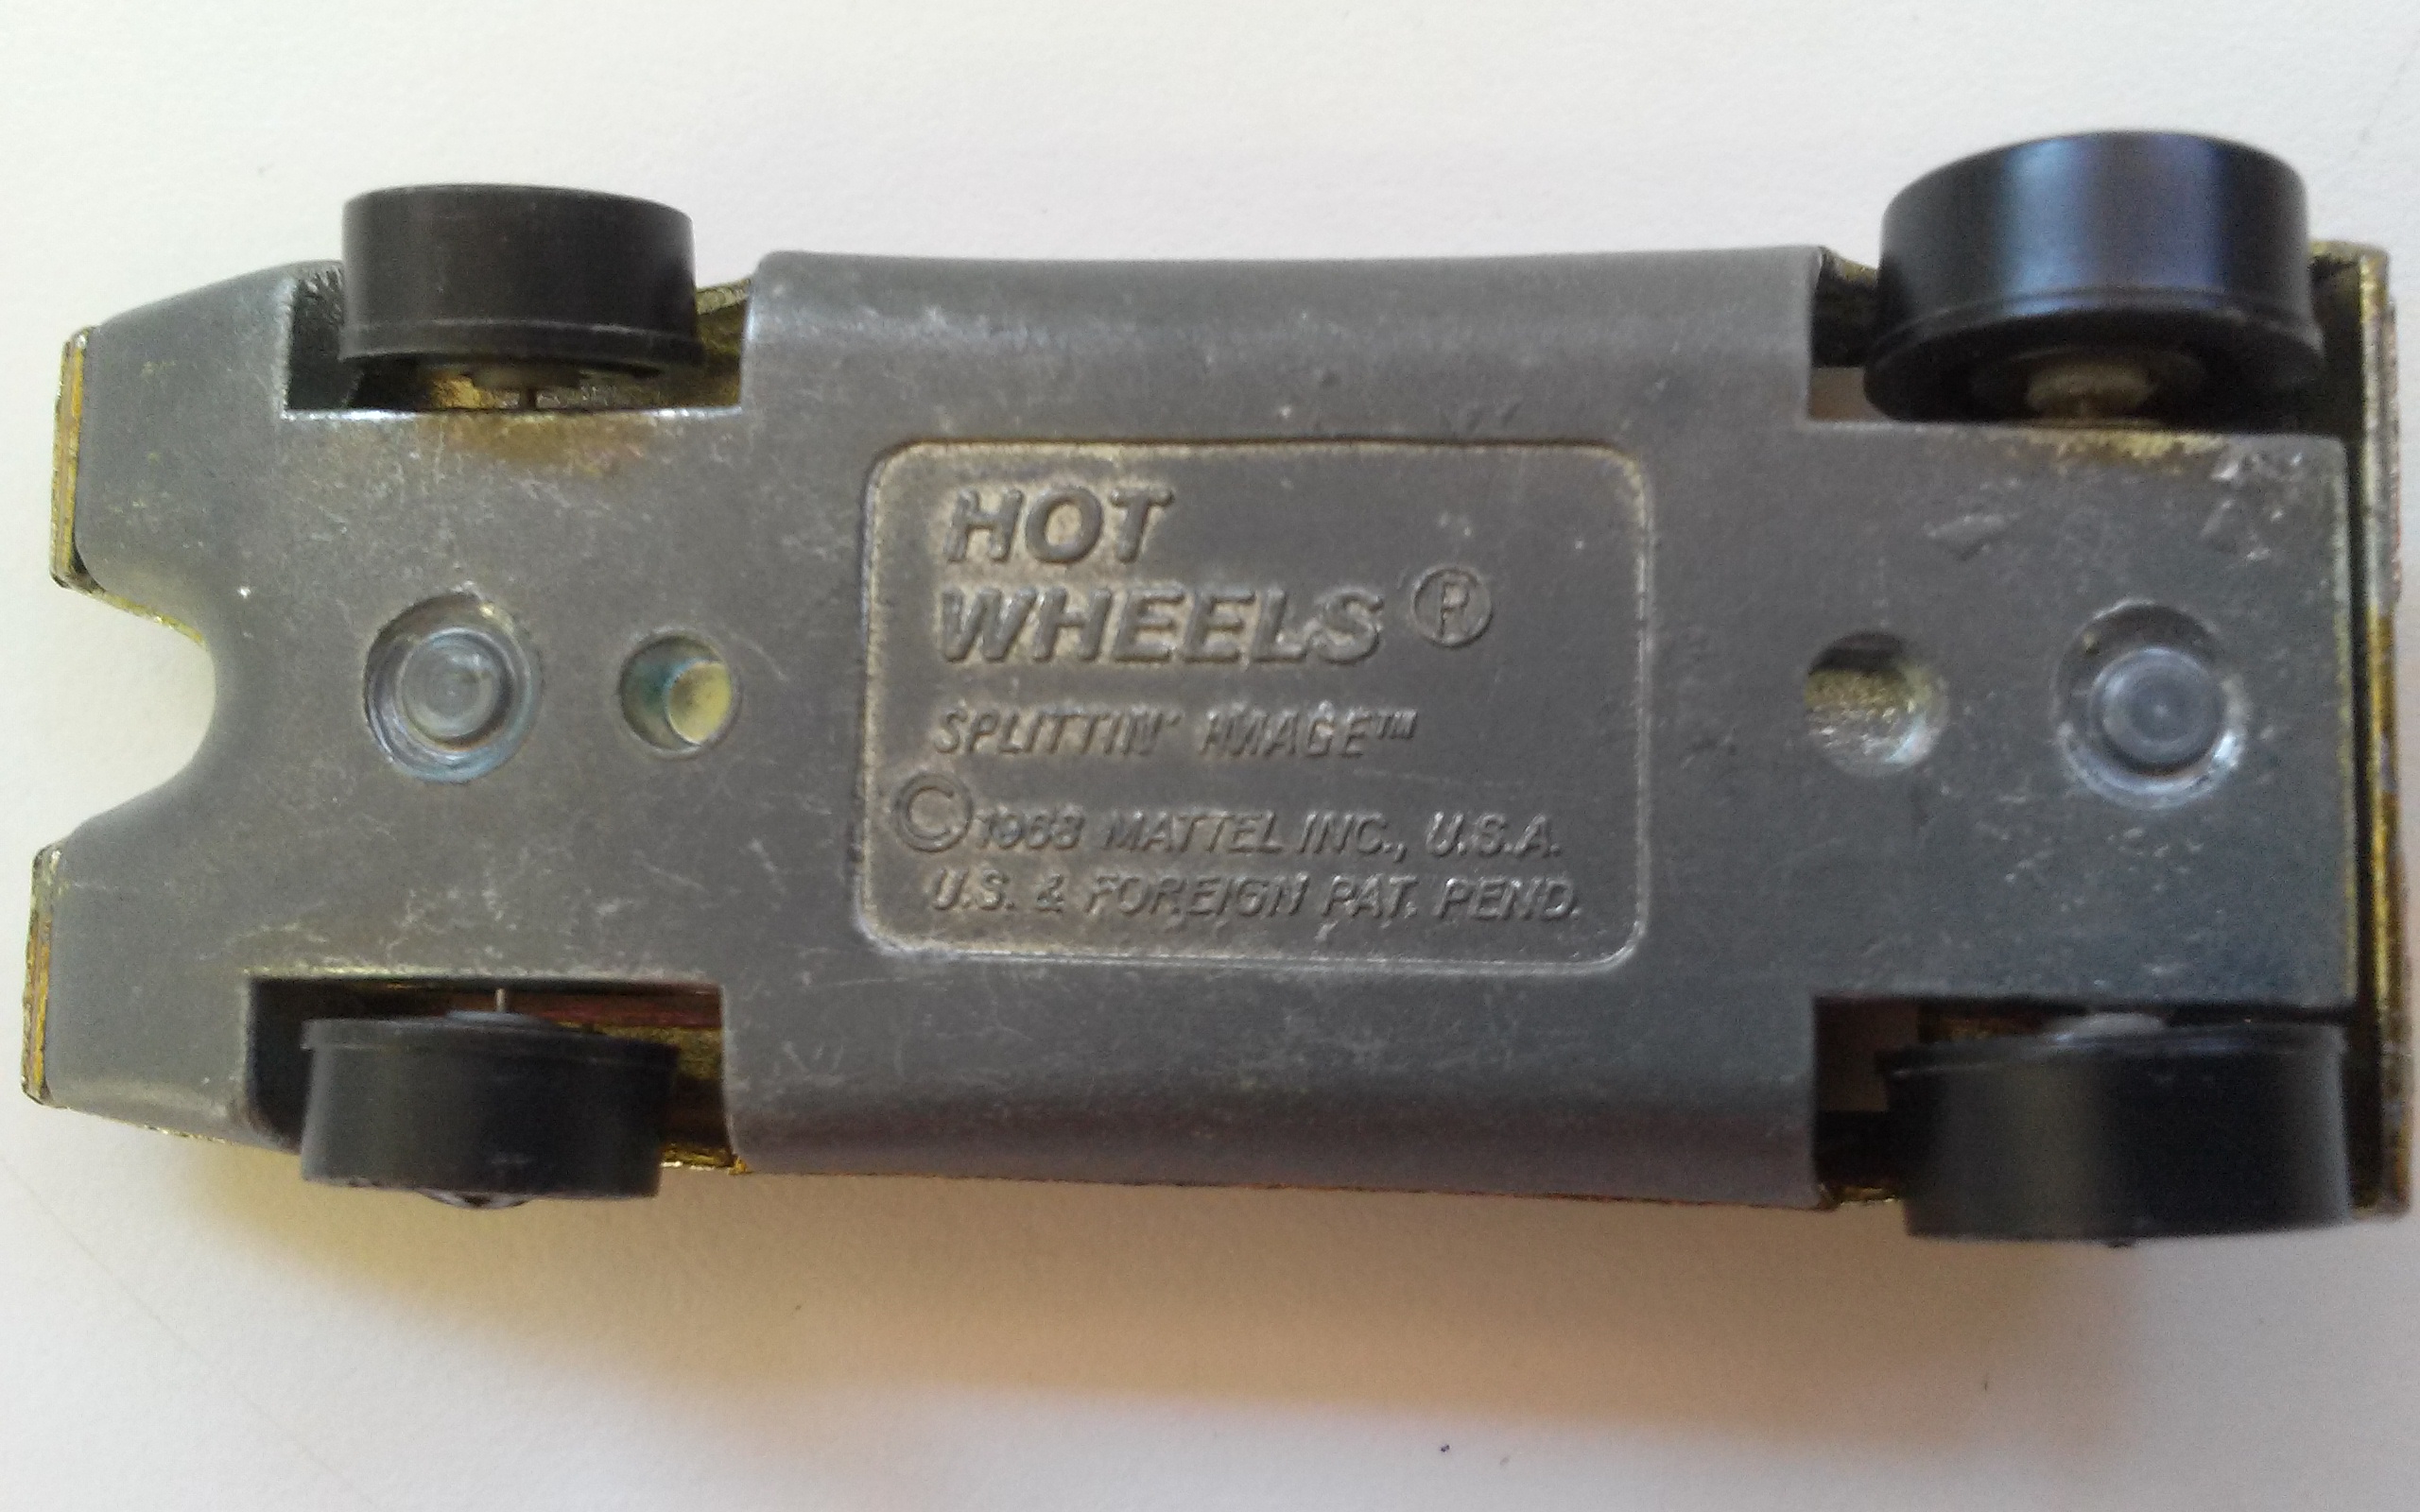 HOT
WHEELS®
SPLITTIN' IMAGE™
©1968 MATTEL INC., U.S.A.
U.S. & FOREIGN PAT. PEND.